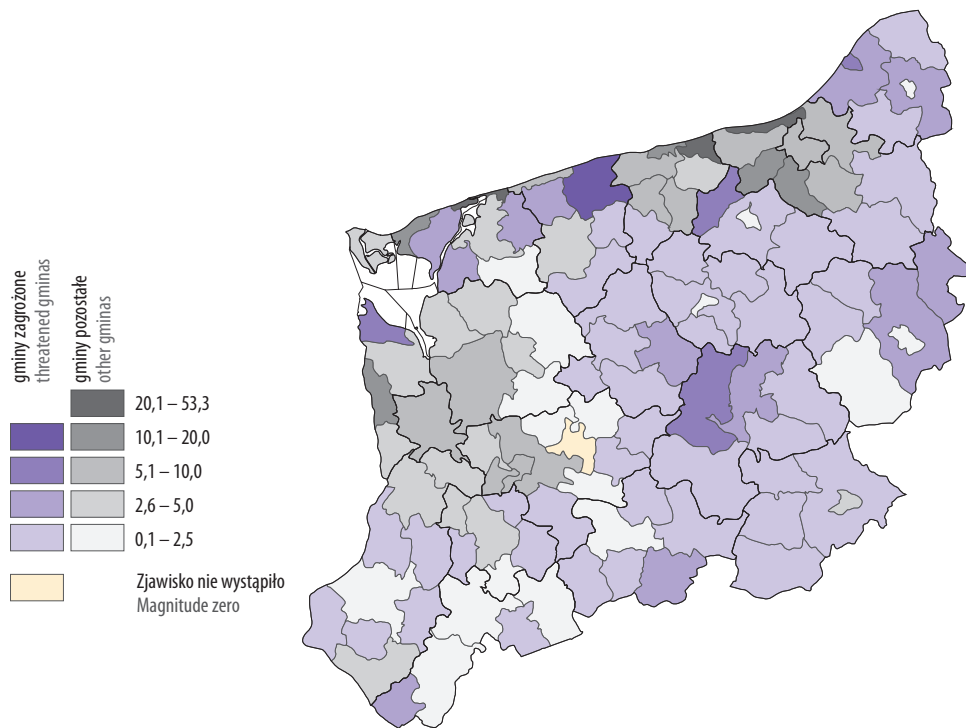 gminy zagrożone
threatened gminas
gminy pozostałe
other gminas
20,1 – 53,3
10,1 – 20,0
5,1 – 10,0
2,6 – 5,0
0,1 – 2,5
Zjawisko nie wystąpiło
Magnitude zero